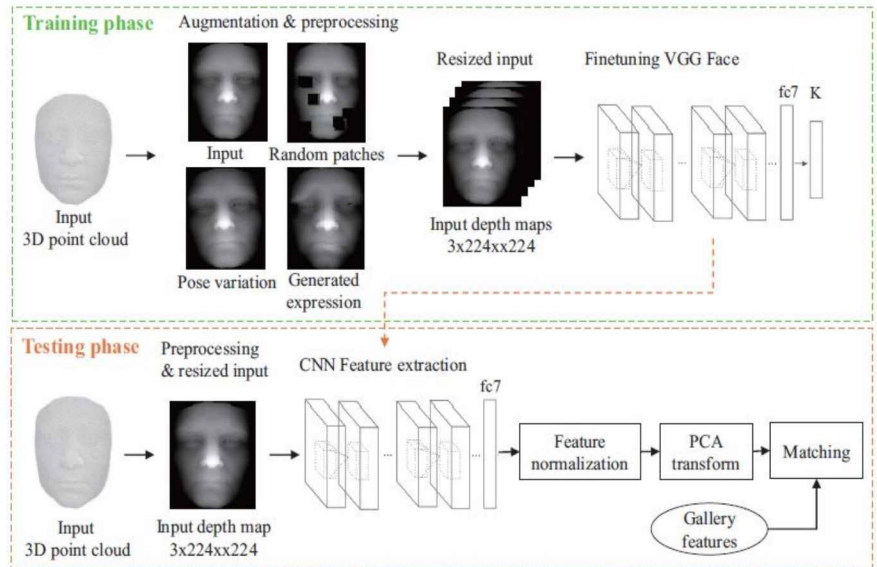 Training phase
Augmentation & preprocessing
Input
3D point cloud
Input
Random patches
Pose variation
Generated
expression
Resized input
Input depth maps
3x224xx224
Finetuning VGG Face
fc7
K
...
...
Testing phase
Preprocessing
& resized input
Input
3D point cloud
Input depth map
3x224xx224
CNN Feature extraction
fc7
...
...
Feature
normalization
PCA
transform
Matching
Gallery
features